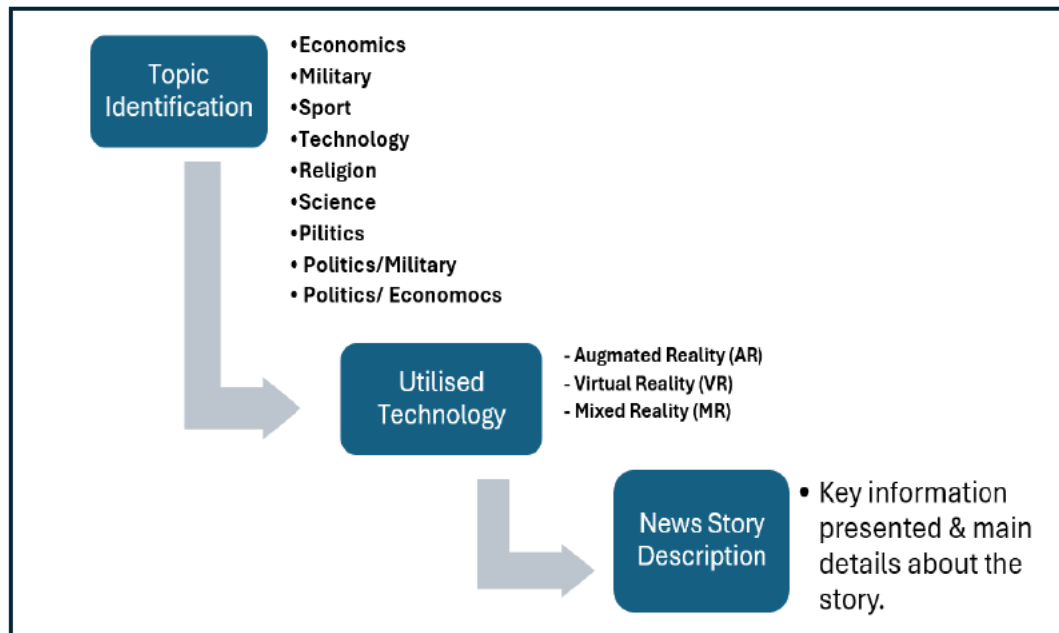 Topic
Identification
•Economics
•Military
•Sport
•Technology
•Religion
•Science
•Pilitics
• Politics/Military
• Politics/ Economocs
Utilised
Technology
- Augmated Reality (AR)
- Virtual Reality (VR)
- Mixed Reality (MR)
News Story
Description
• Key information
presented & main
details about the
story.